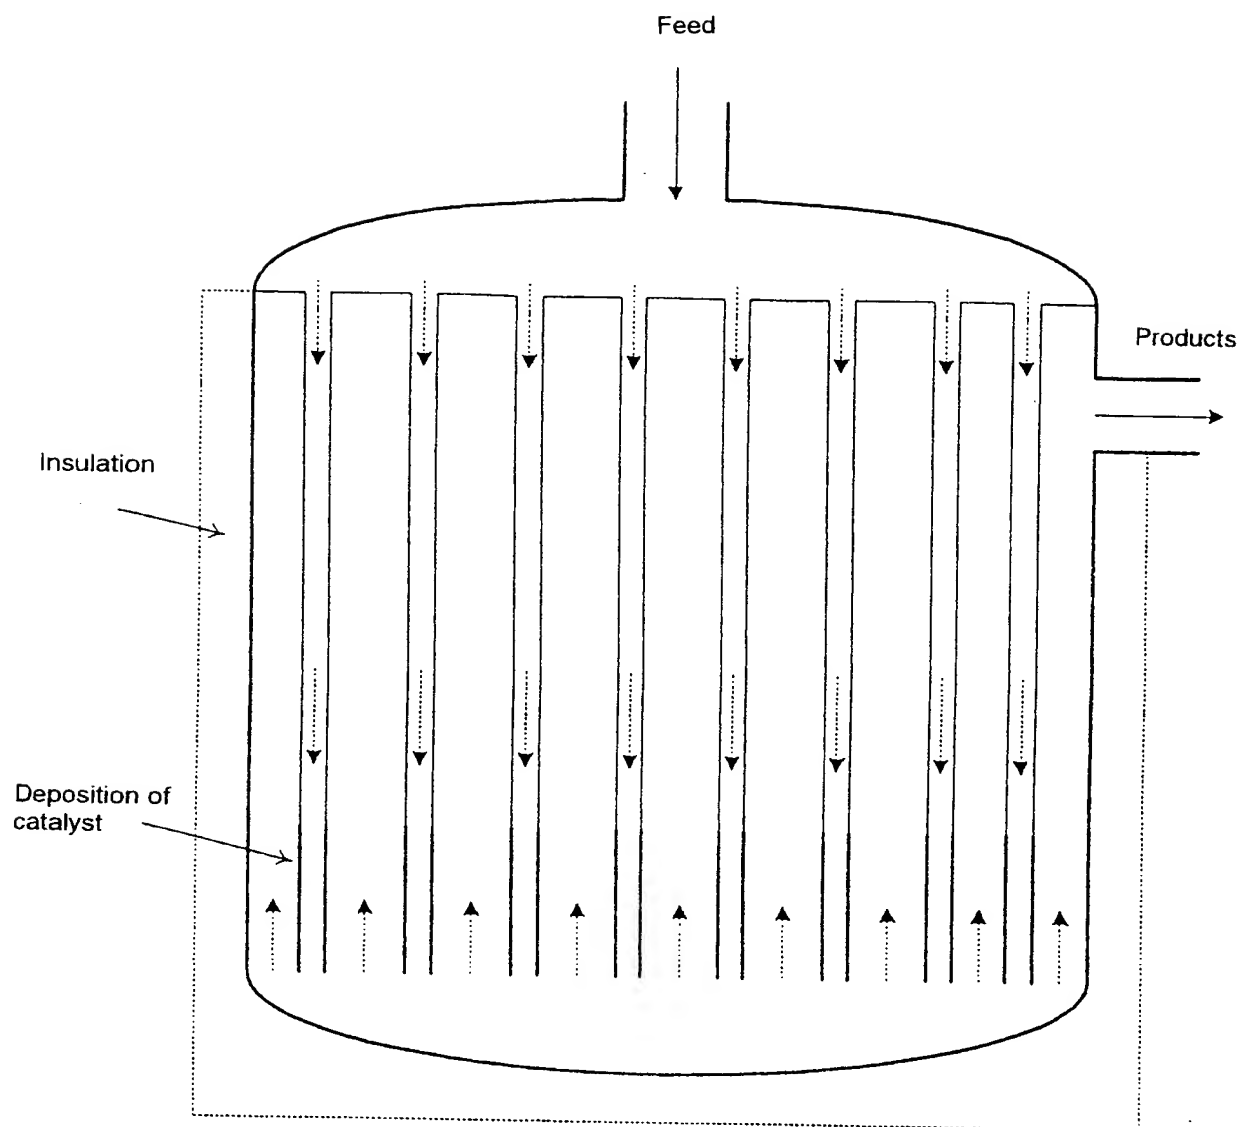 Feed
Products
Insulation
Deposition of
catalyst